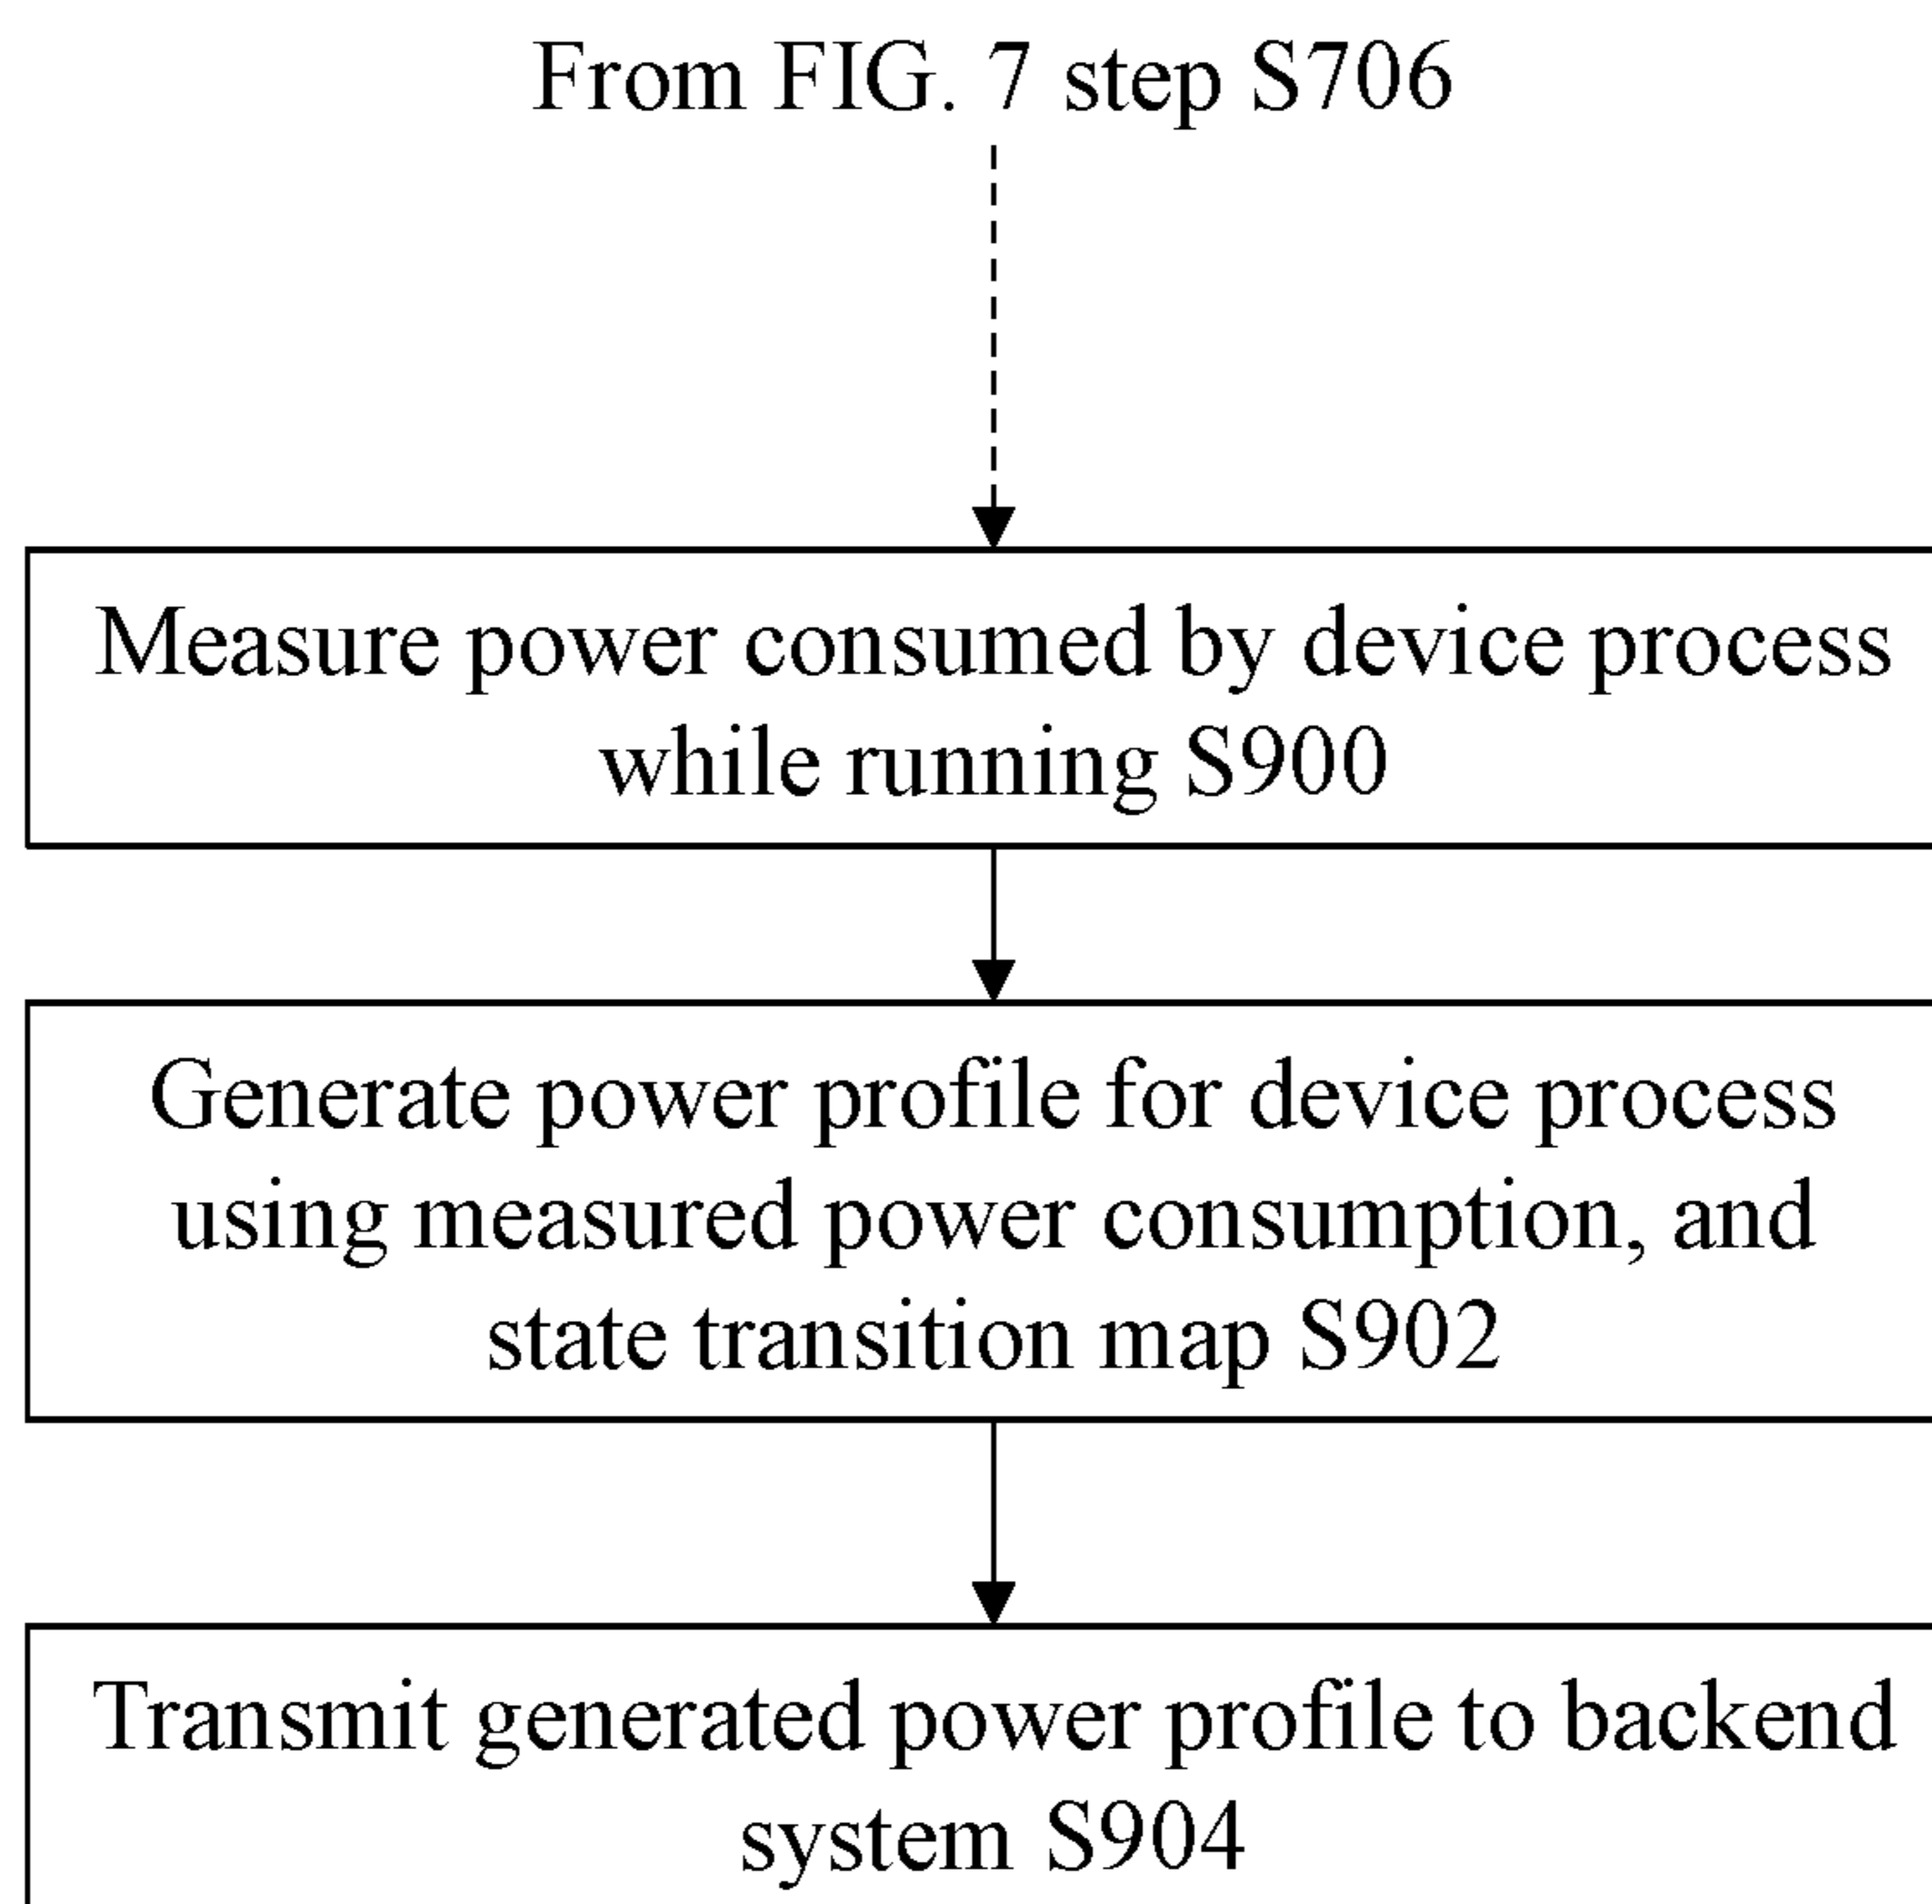 From FIG. 7 step S706
Measure power consumed by device process
while running S900
Generate power profile for device process
using measured power consumption, and
state transition map S902
Transmit generated power profile to backend
system S904